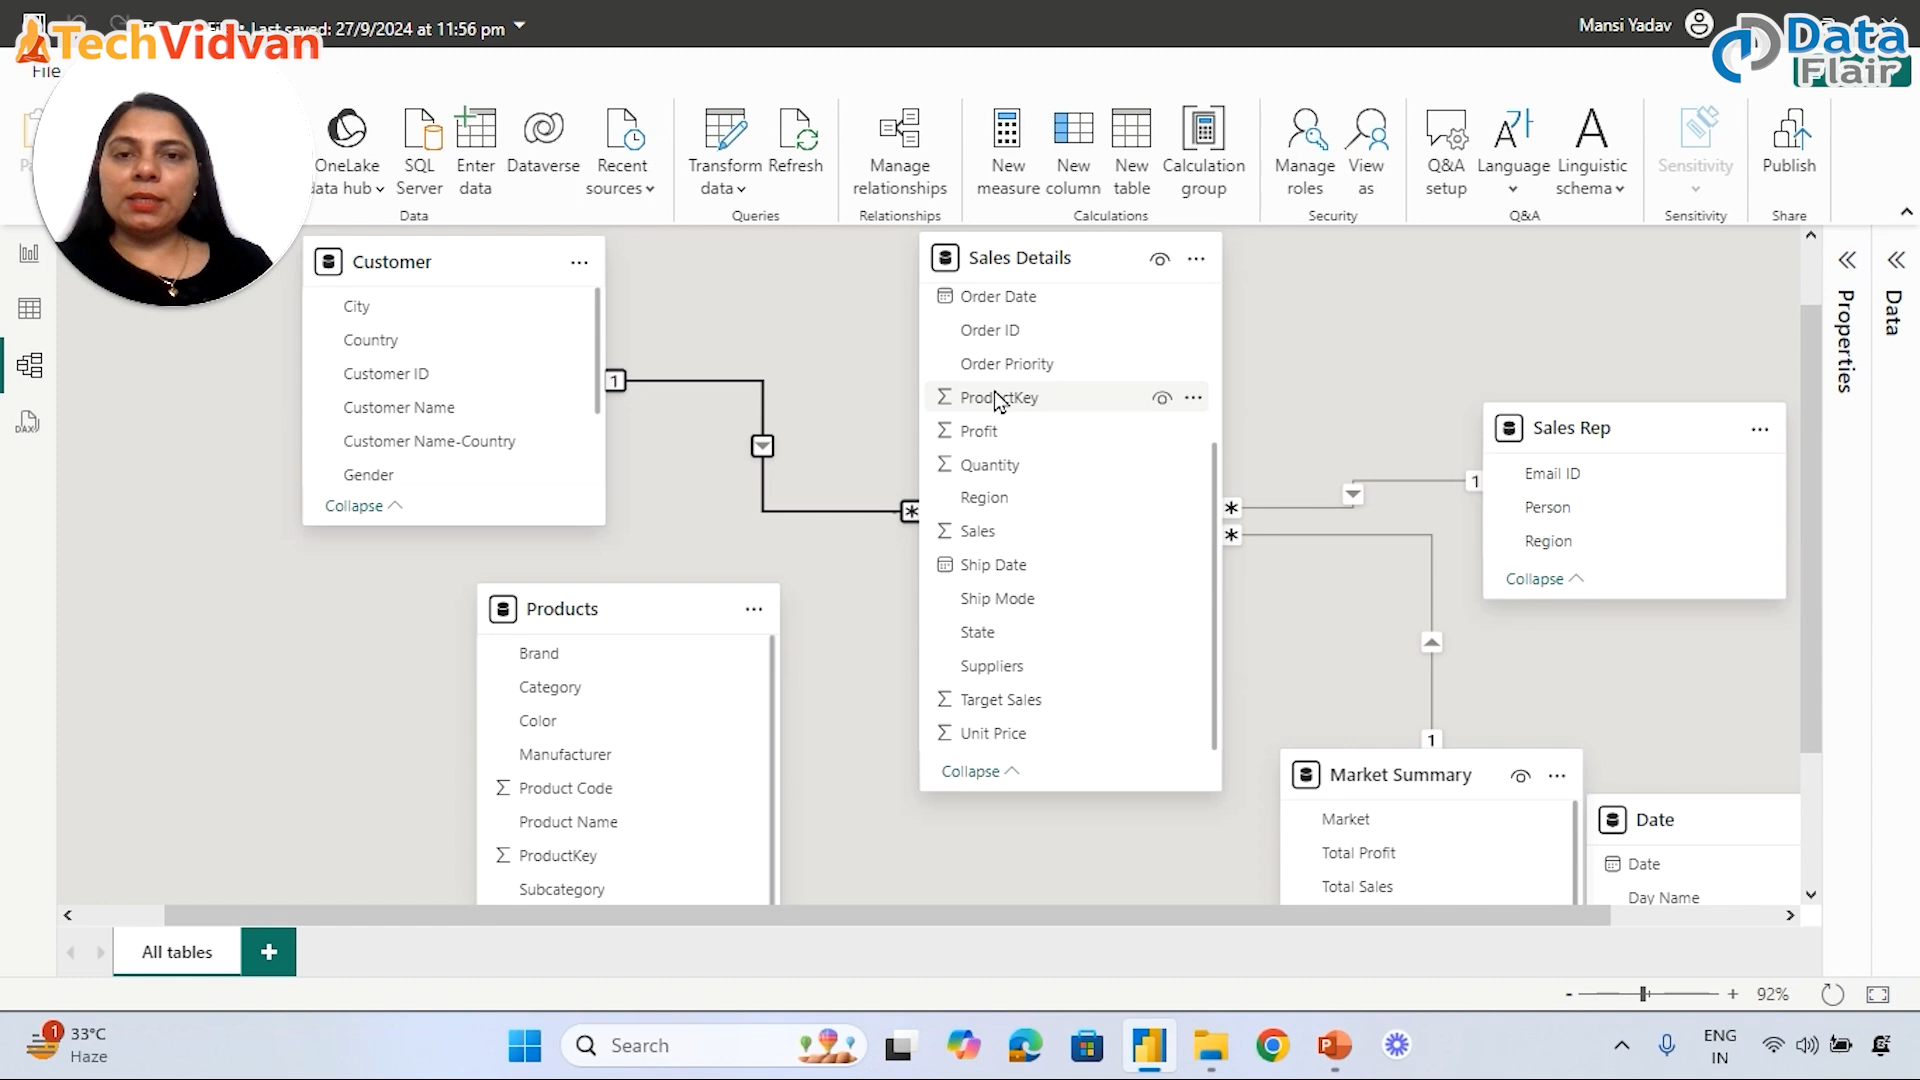 Last saved: 27/9/2024 at 11:56 pm
Mansi Yadav
TechVidvan
Data
Flair
File
OneLake
data hub
SQL
Server
Enter
data
Dataverse
Recent
sources
Transform
data
Refresh
Manage
relationships
New
measure
New
column
New
table
Calculation
group
Manage
roles
View
as
Q&A
setup
Language
Linguistic
schema
Sensitivity
Publish
Data
Queries
Relationships
Calculations
Security
Q&A
Sensitivity
Share
Customer
City
Country
Customer ID
Customer Name
Customer Name-Country
Gender
Collapse
1
*
Sales Details
Order Date
Order ID
Order Priority
ProductKey
Profit
Quantity
Region
Sales
Ship Date
Ship Mode
State
Suppliers
Target Sales
Unit Price
Collapse
*
*
1
1
Sales Rep
Email ID
Person
Region
Collapse
Products
Brand
Category
Color
Manufacturer
Product Code
Product Name
ProductKey
Subcategory
Market Summary
Market
Total Profit
Total Sales
Date
Date
Day Name
Properties
Data
All tables
+
- + 92%
1
33°C
Haze
Search
ENG
IN